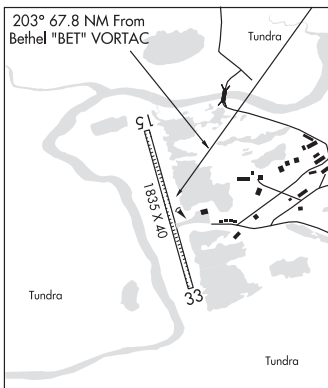 203° 67.8 NM From
Bethel "BET" VORTAC
Tundra
15
1835 X 40
33
Tundra
Tundra